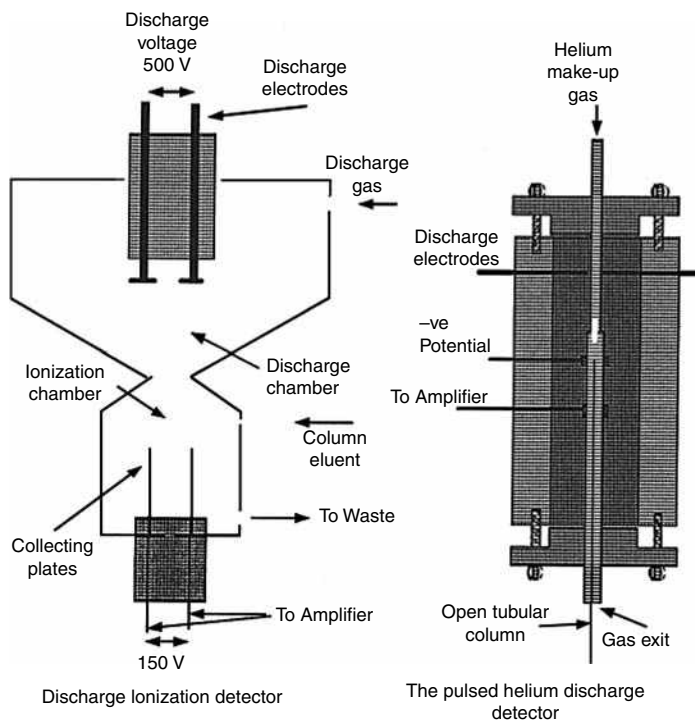 Discharge
voltage
500 V
Discharge
electrodes
Discharge
gas
Ionization
chamber
Discharge
chamber
Column
eluent
To Waste
Collecting
plates
To Amplifier
150 V
Discharge Ionization detector
Helium
make-up
gas
Discharge
electrodes
–ve
Potential
To Amplifier
Open tubular
column
Gas exit
The pulsed helium discharge
detector